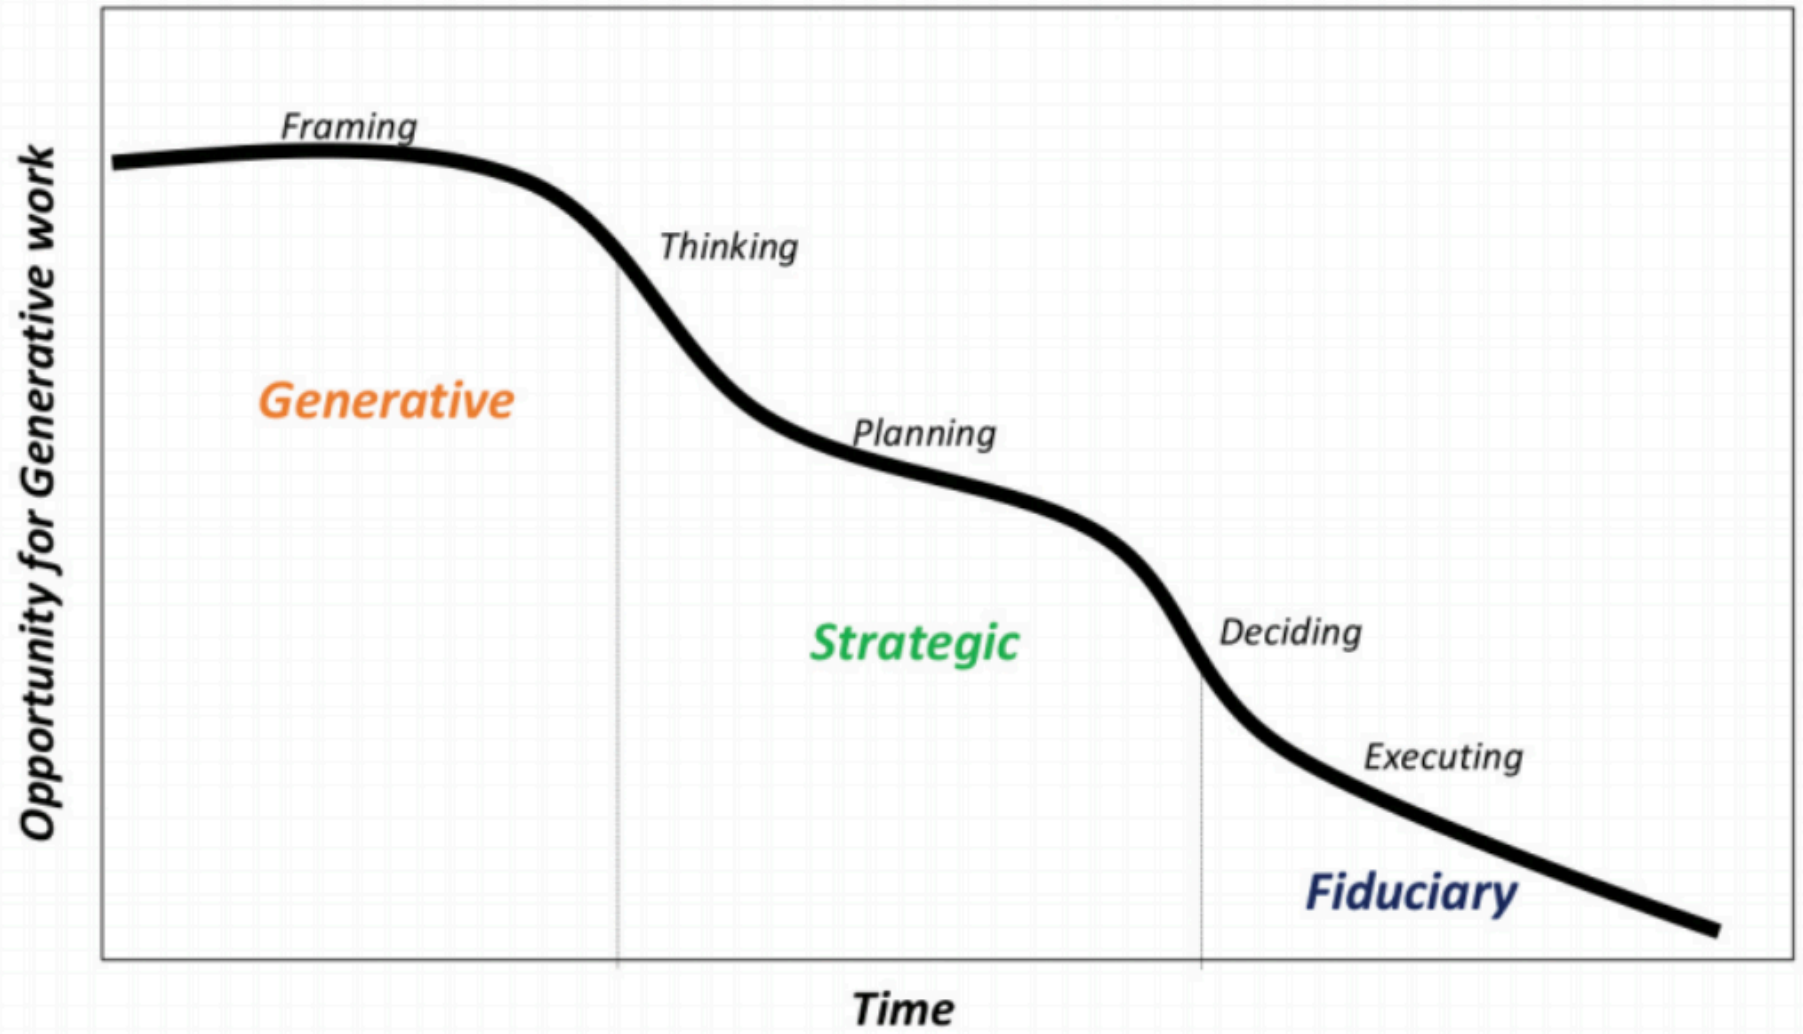 Opportunity for Generative work
Framing
Thinking
Generative
Planning
Strategic
Deciding
Executing
Fiduciary
Time